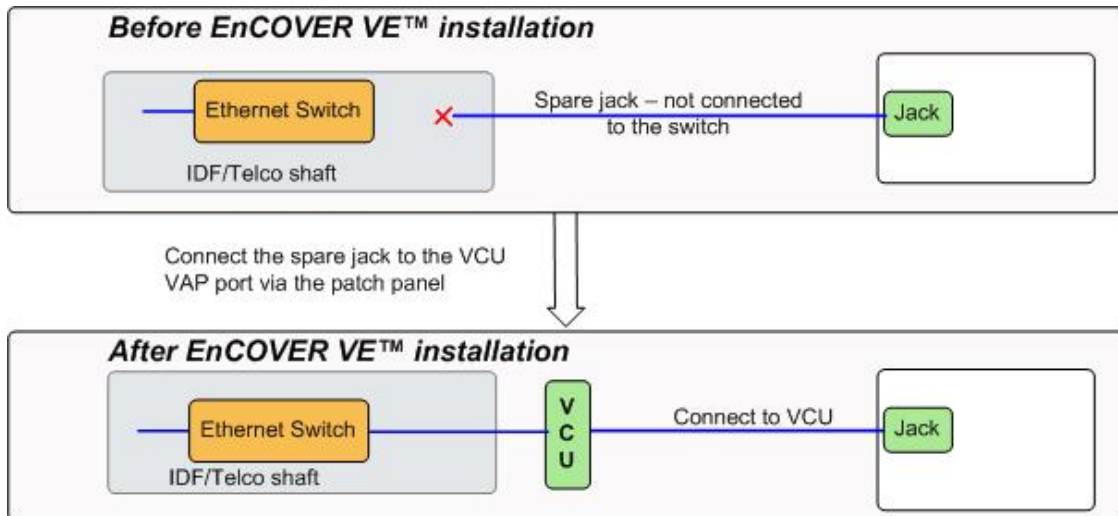 Before EnCOVER VE™ installation
Ethernet Switch
IDF/Telco shaft
Spare jack – not connected
to the switch
Jack
Connect the spare jack to the VCU
VAP port via the patch panel
After EnCOVER VE™ installation
Ethernet Switch
IDF/Telco shaft
V
C
U
Connect to VCU
Jack